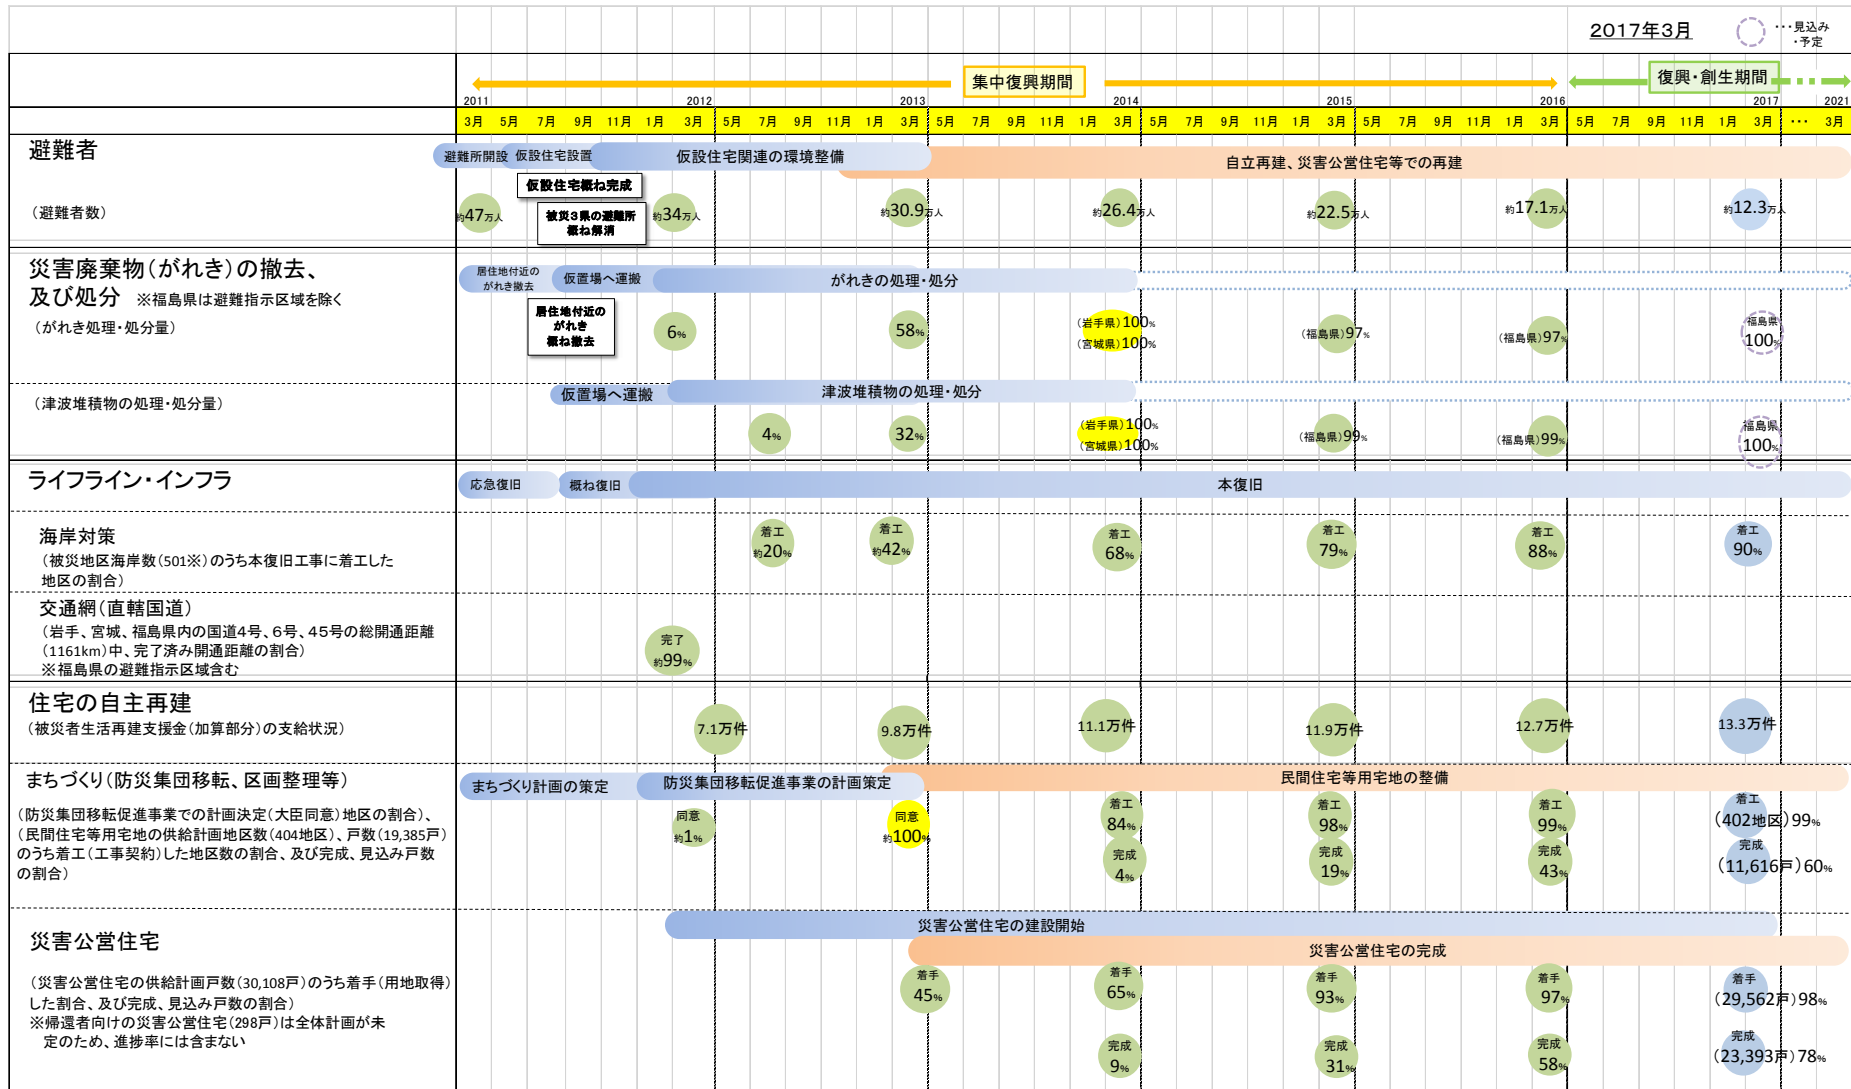 2017年3月
･･･見込み
・予定
集中復興期間
復興・創生期間
2011 2012 2013 2014 2015 2016 2017 2021
3月 5月 7月 9月 11月 1月 3月 5月 7月 9月 11月 1月 3月 5月 7月 9月 11月 1月 3月 5月 7月 9月 11月 1月 3月 5月 7月 9月 11月 1月 3月 5月 7月 9月 11月 1月 3月 ･･･ 3月
避難者
避難所開設 仮設住宅設置 仮設住宅関連の環境整備 自立再建、災害公営住宅等での再建
仮設住宅概ね完成
（避難者数）
約47万人 約34万人 約30.9万人 約26.4万人 約22.5万人 約17.1万人 約12.3万人
被災3県の避難所
概ね解消
災害廃棄物（がれき）の撤去、
及び処分 ※福島県は避難指示区域を除く
居住地付近の
がれき撤去
仮置場へ運搬 がれきの処理・処分
（がれき処理・処分量）
居住地付近の
がれき
概ね撤去
6% 58%
（岩手県）100%
（宮城県）100%
（福島県）97% （福島県）97%
福島県
100%
仮置場へ運搬 津波堆積物の処理・処分
（津波堆積物の処理・処分量）
4% 32%
（岩手県）100%
（宮城県）100%
（福島県）99% （福島県）99%
福島県
100%
ライフライン・インフラ
応急復旧 概ね復旧 本復旧
海岸対策
（被災地区海岸数（501※）のうち本復旧工事に着工した
地区の割合）
着工 着工 着工 着工 着工 着工
約20% 約42% 68% 79% 88% 90%
交通網（直轄国道）
（岩手、宮城、福島県内の国道4号、6号、45号の総開通距離
（1161km）中、完了済み開通距離の割合）
※福島県の避難指示区域含む
完了
約99%
住宅の自主再建
（被災者生活再建支援金（加算部分）の支給状況）
7.1万件 9.8万件 11.1万件 11.9万件 12.7万件 13.3万件
まちづくり（防災集団移転、区画整理等）
まちづくり計画の策定 防災集団移転促進事業の計画策定 民間住宅等用宅地の整備
（防災集団移転促進事業での計画決定（大臣同意）地区の割合）、
（民間住宅等用宅地の供給計画地区数（404地区）、戸数（19,385戸）
のうち着工（工事契約）した地区数の割合、及び完成、見込み戸数
の割合）
同意 同意 着工 着工 着工 着工
約1% 約100% 84% 98% 99% （402地区）99%
完成 完成 完成 完成
4% 19% 43% （11,616戸）60%
災害公営住宅の建設開始
災害公営住宅
災害公営住宅の完成
（災害公営住宅の供給計画戸数（30,108戸）のうち着手（用地取得）
した割合、及び完成、見込み戸数の割合）
※帰還者向けの災害公営住宅（298戸）は全体計画が未
定のため、進捗率には含まない
着手 着手 着手 着手 着手
45% 65% 93% 97% （29,562戸）98%
完成 完成 完成 完成
9% 31% 58% （23,393戸）78%